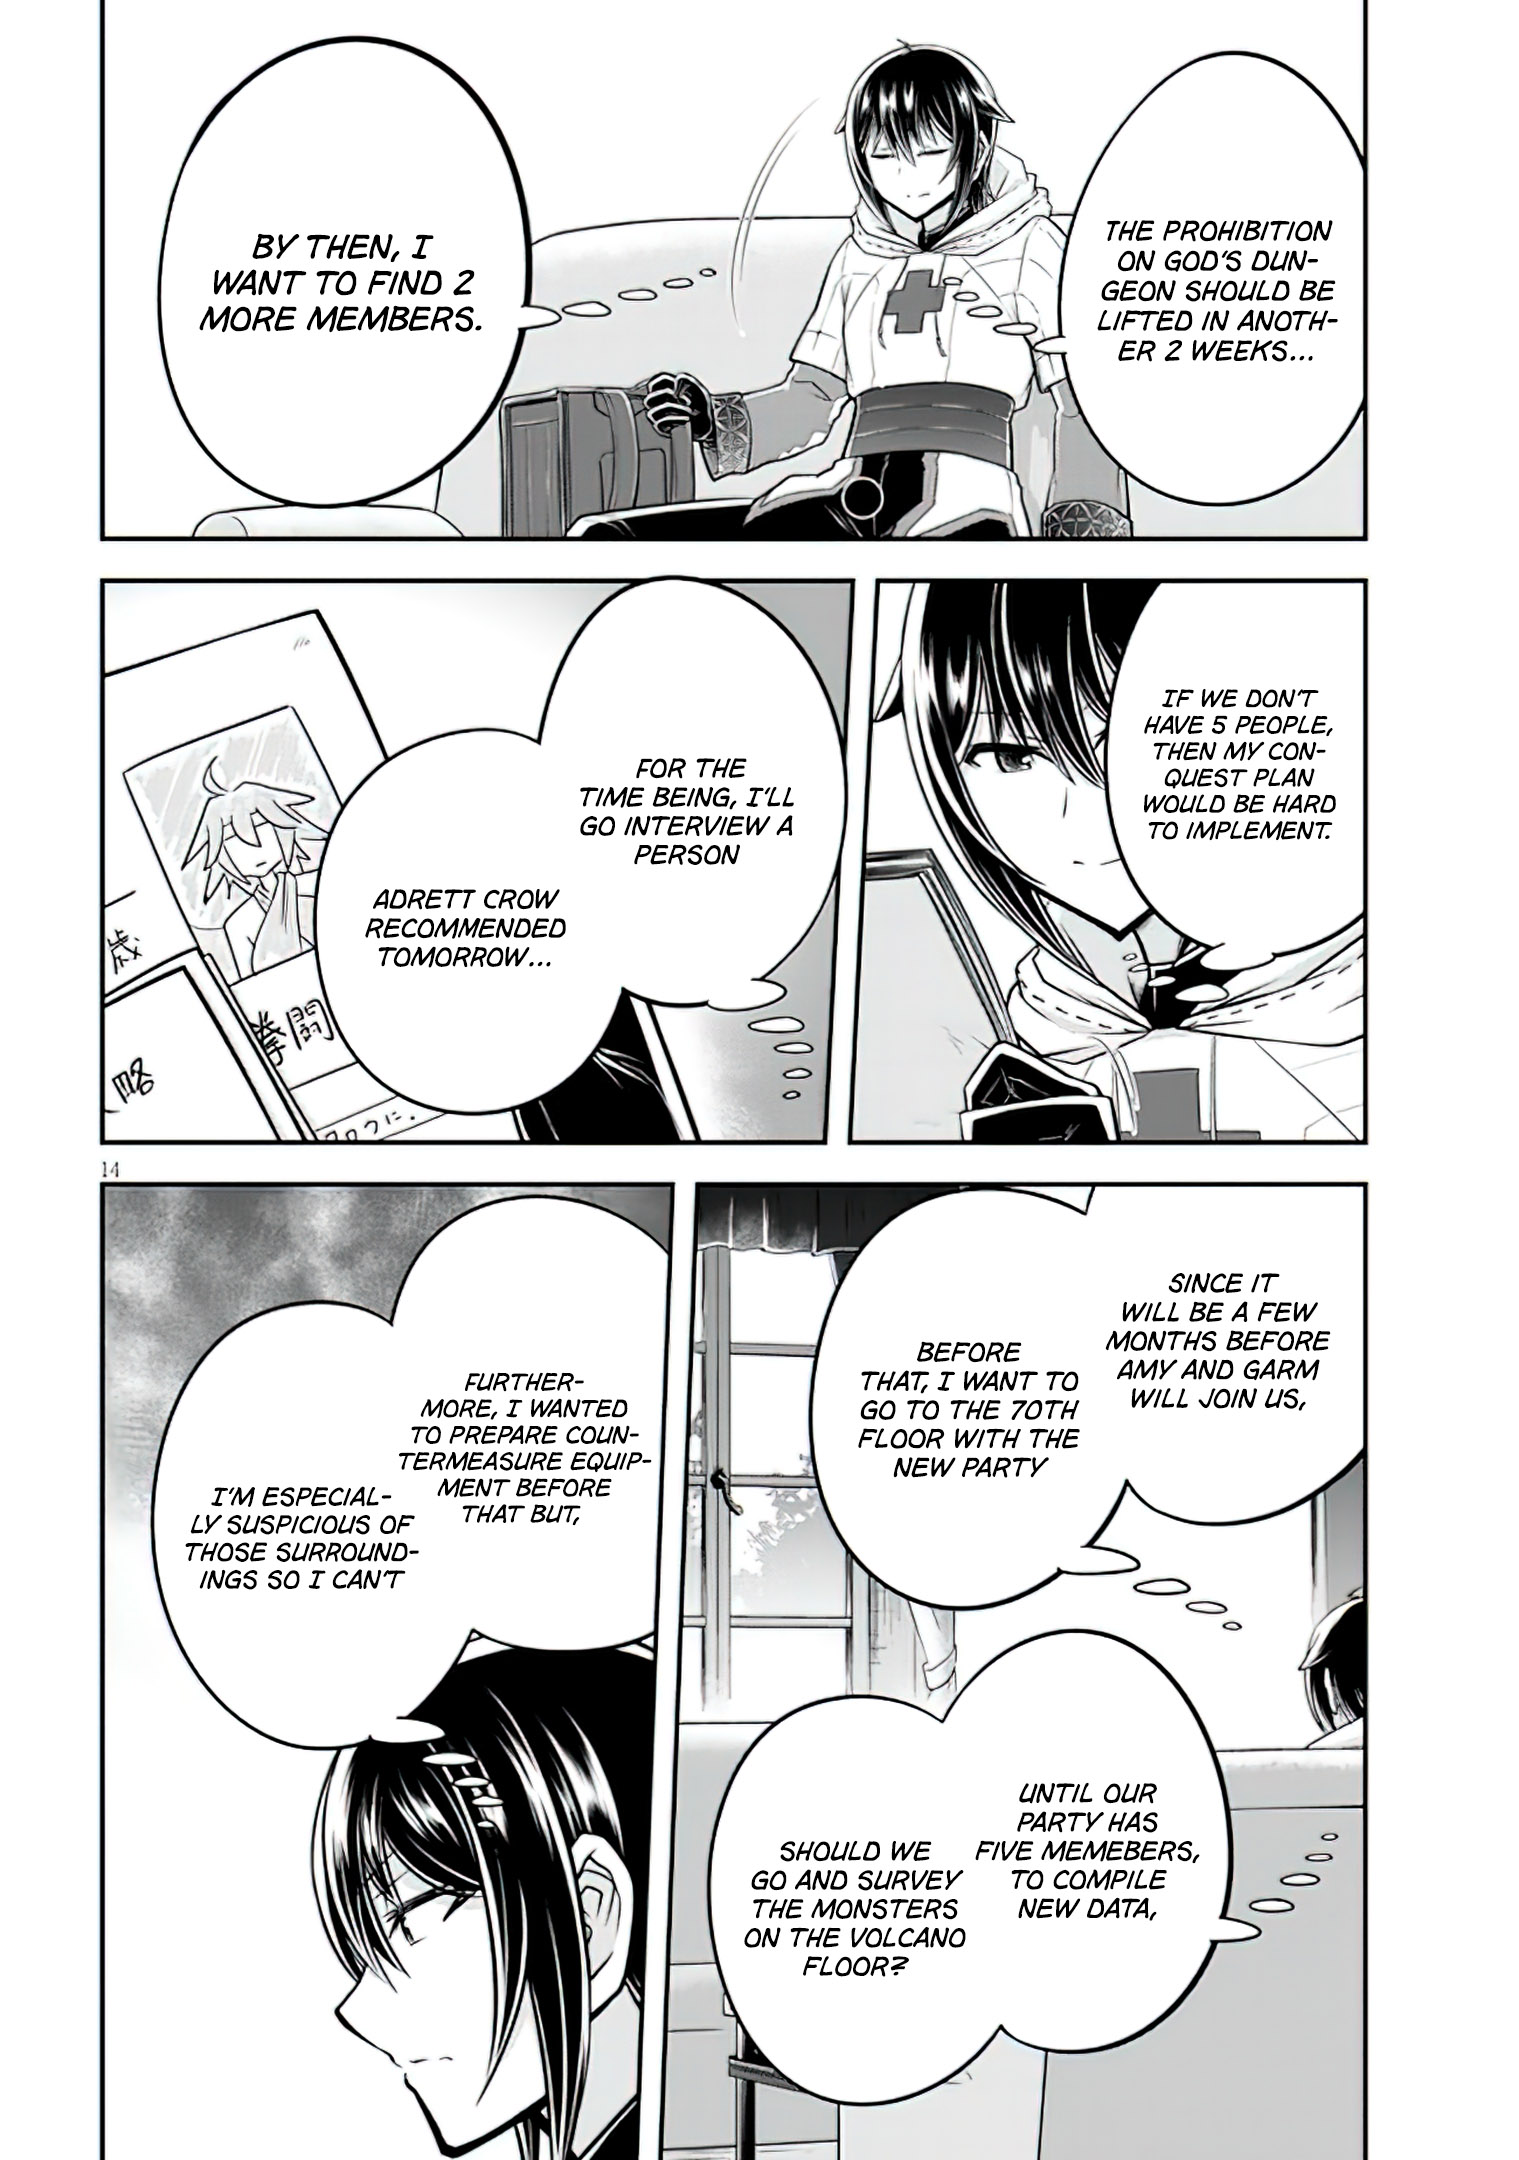 THE PROHIBITION
ON GOD'S DUN-
GEON SHOULD BE
LIFTED IN ANOTH-
ER 2 WEEKS...
BY THEN, I
WANT TO FIND 2
MORE MEMBERS.
IF WE DON'T
HAVE 5 PEOPLE,
THEN MY CON-
QUEST PLAN
WOULD BE HARD
TO IMPLEMENT.
FOR THE
TIME BEING, I'LL
GO INTERVIEW A
PERSON
ADRETT CROW
RECOMMENDED
TOMORROW...
歳
拳闘
略
14
SINCE IT
WILL BE A FEW
MONTHS BEFORE
AMY AND GARM
WILL JOIN US,
BEFORE
THAT, I WANT TO
GO TO THE 70TH
FLOOR WITH THE
NEW PARTY
UNTIL OUR
PARTY HAS
FIVE MEMEBERS,
TO COMPILE
NEW DATA,
SHOULD WE
GO AND SURVEY
THE MONSTERS
ON THE VOLCANO
FLOOR?
FURTHER-
MORE, I WANTED
TO PREPARE COUN-
TERMEASURE EQUIP-
MENT BEFORE
THAT BUT,
I'M ESPECIAL-
LY SUSPICIOUS OF
THOSE SURROUND-
INGS SO I CAN'T